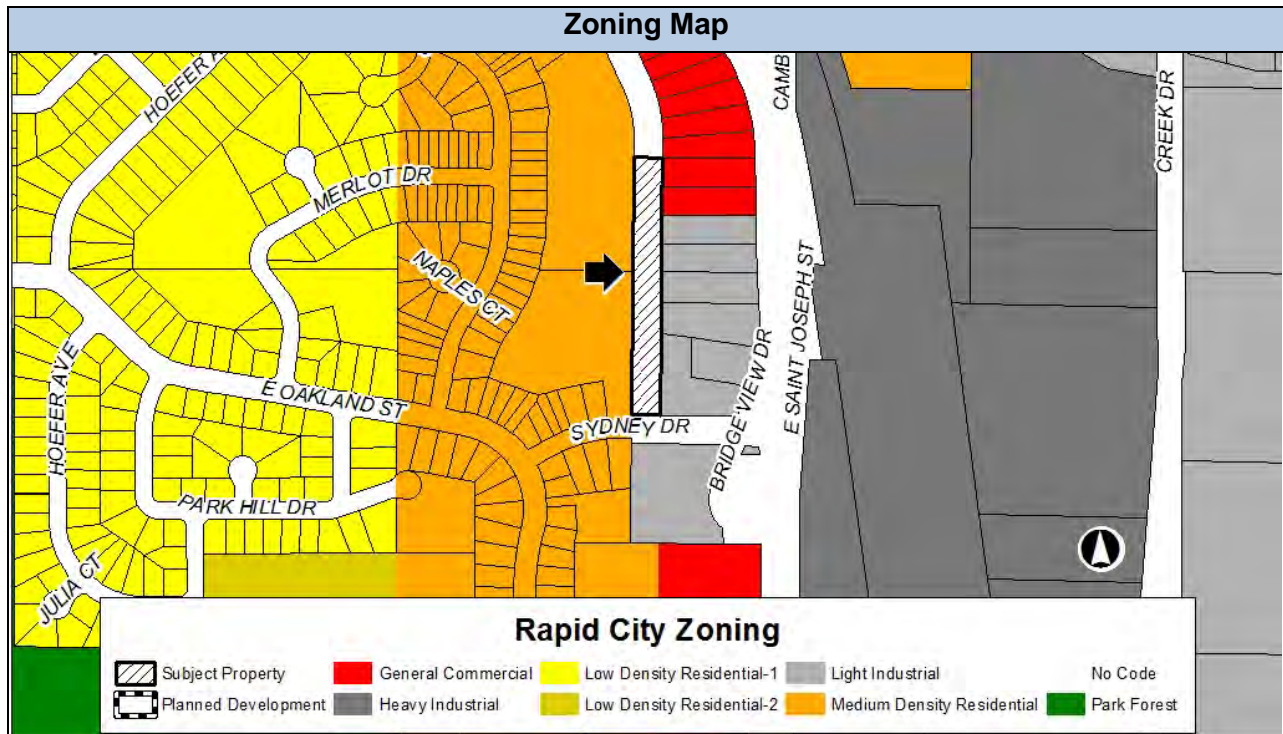 Zoning Map
HOEFER A
CAMB
CREEK DR
MERLOT DR
NAPLES CT
E SAINT JOSEPH ST
BRIDGE VIEW DR
HOEFER AVE
E OAKLAND ST
SYDNEY DR
PARK HILL DR
JULIA CT
Rapid City Zoning
Subject Property General Commercial Low Density Residential-1 Light Industrial No Code
Planned Development Heavy Industrial Low Density Residential-2 Medium Density Residential Park Forest